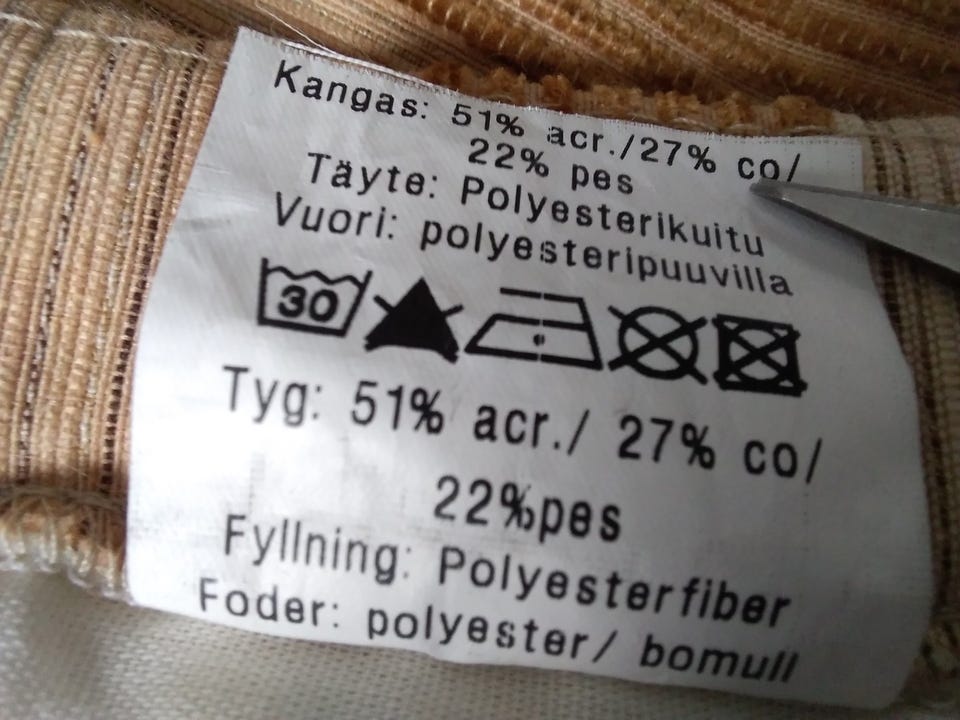 Kangas: 51% acr./27% co/
22% pes
Täyte: Polyesterikuitu
Vuori: polyesteripuuvilla
30
Tyg: 51% acr./ 27% co/
22%pes
Fyllning: Polyesterfiber
Foder: polyester/ bomull